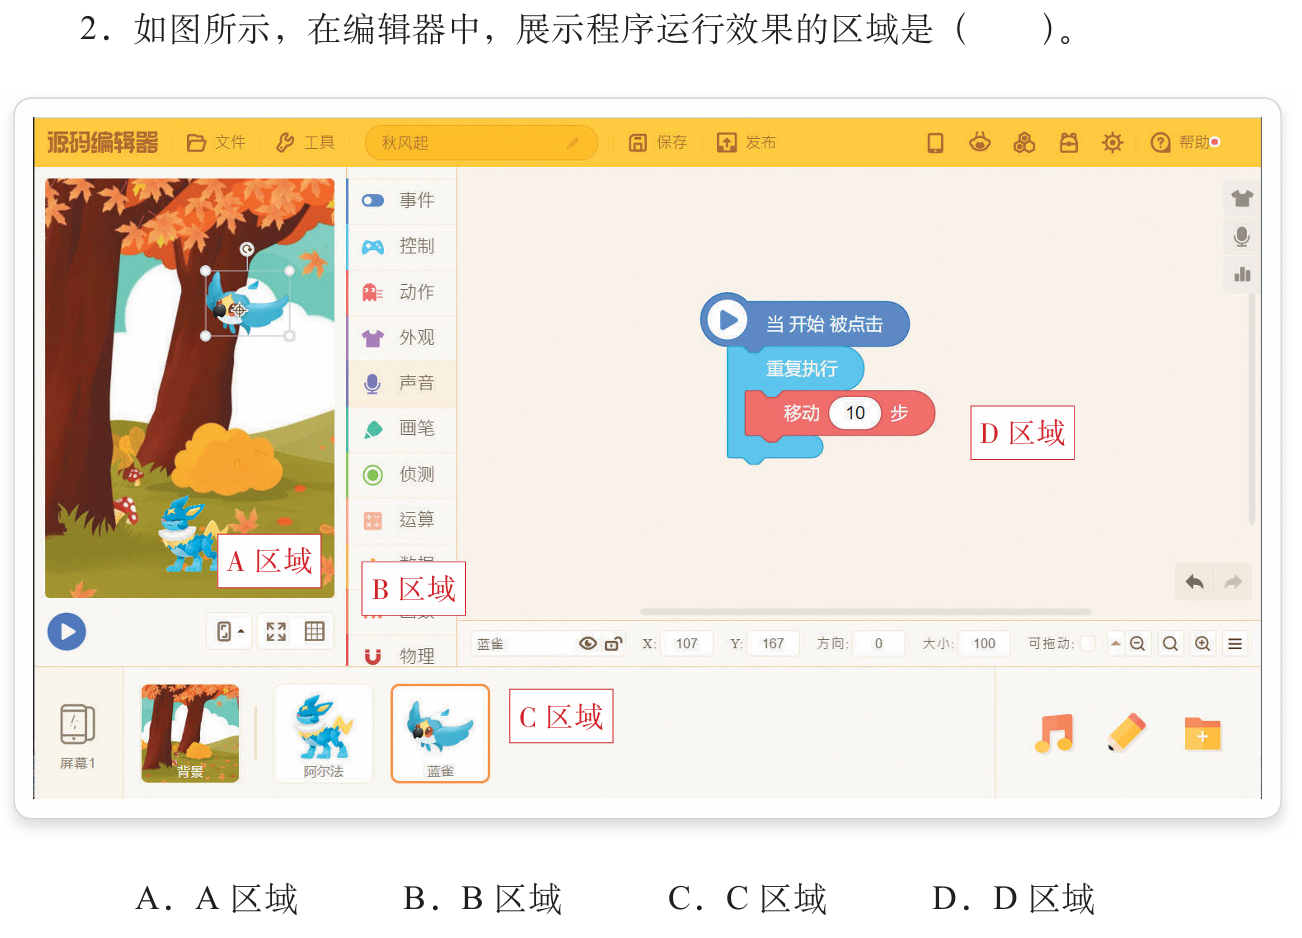 2. 如图所示，在编辑器中，展示程序运行效果的区域是（　　）。
源码编辑器 文件 工具 秋风起 保存 发布 帮助
事件
控制
动作
外观
声音
画笔
侦测
运算
物理
当 开始 被点击
重复执行
移动 10 步
A 区域
B 区域
D 区域
蓝雀 X: 107 Y: 167 方向: 0 大小: 100 可拖动:
屏幕1 背景 阿尔法 蓝雀
C 区域
A. A 区域 B. B 区域 C. C 区域 D. D 区域